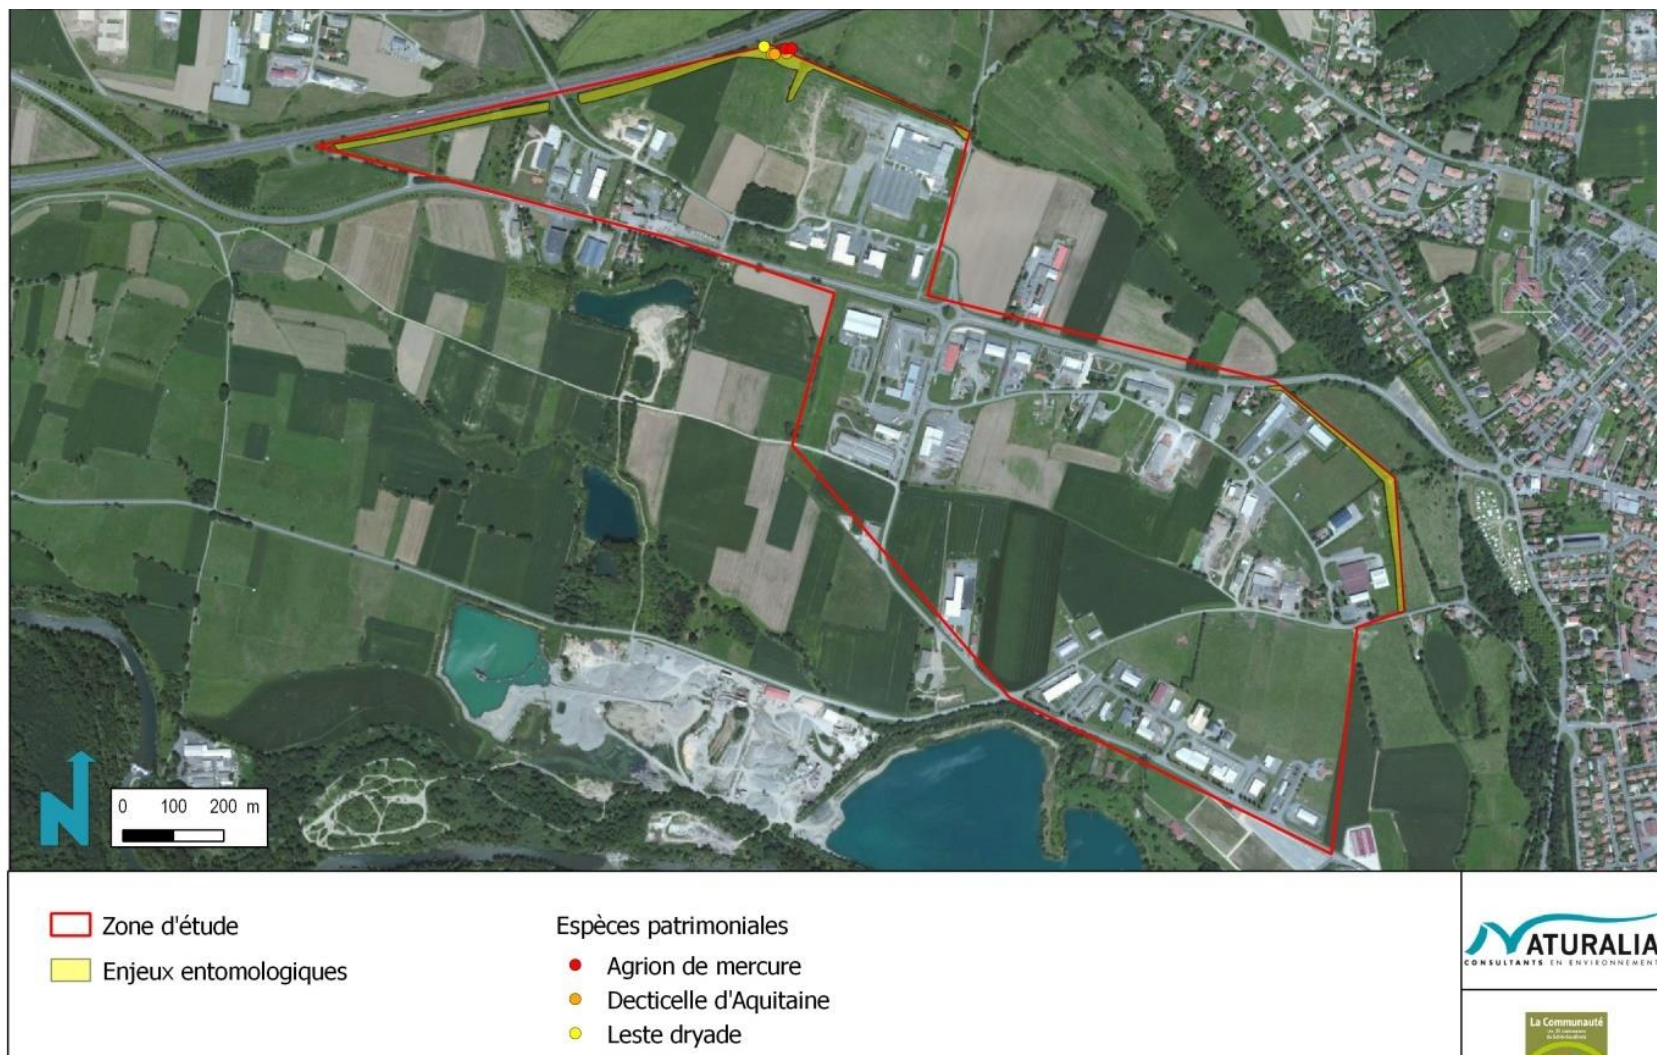 0 100 200 m
Zone d'étude
Enjeux entomologiques
Espèces patrimoniales
Agrion de mercure
Decticelle d'Aquitaine
Leste dryade
NATURALIA
CONSULTANTS EN ENVIRONNEMENT
La Communauté